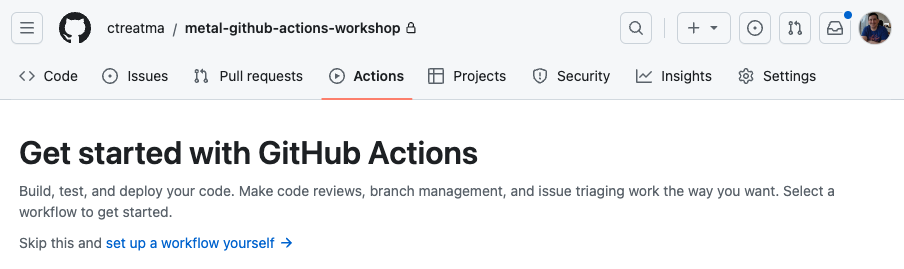 ctreatma / metal-github-actions-workshop
Code Issues Pull requests Actions Projects Security Insights Settings
Get started with GitHub Actions
Build, test, and deploy your code. Make code reviews, branch management, and issue triaging work the way you want. Select a
workflow to get started.
Skip this and set up a workflow yourself →